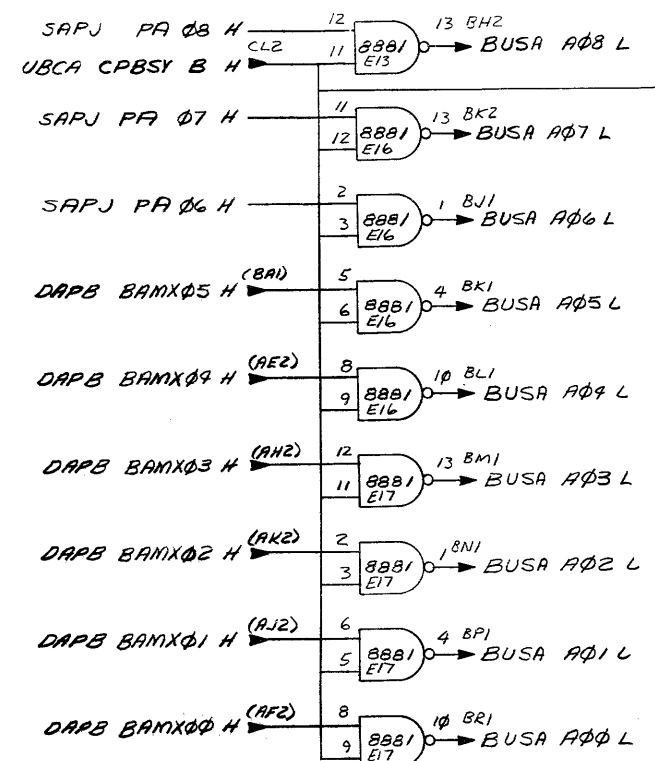 SAPJ PA Ø8 H 12 8881 E13 13 BH2 BUSA AØ8 L
UBCA CPBSY B H CL2 11
SAPJ PA Ø7 H 11 12 8881 E16 13 BK2 BUSA AØ7 L
SAPJ PA Ø6 H 2 3 8881 E16 1 BJ1 BUSA AØ6 L
DAPB BAMXØ5 H (BA1) 5 6 8881 E16 4 BK1 BUSA AØ5 L
DAPB BAMXØ4 H (AE2) 8 9 8881 E16 1Ø BL1 BUSA AØ4 L
DAPB BAMXØ3 H (AH2) 12 11 8881 E17 13 BM1 BUSA AØ3 L
DAPB BAMXØ2 H (AK2) 2 3 8881 E17 1 BN1 BUSA AØ2 L
DAPB BAMXØ1 H (AJ2) 6 5 8881 E17 4 BP1 BUSA AØ1 L
DAPB BAMXØØ H (AF2) 8 9 8881 E17 1Ø BR1 BUSA AØØ L